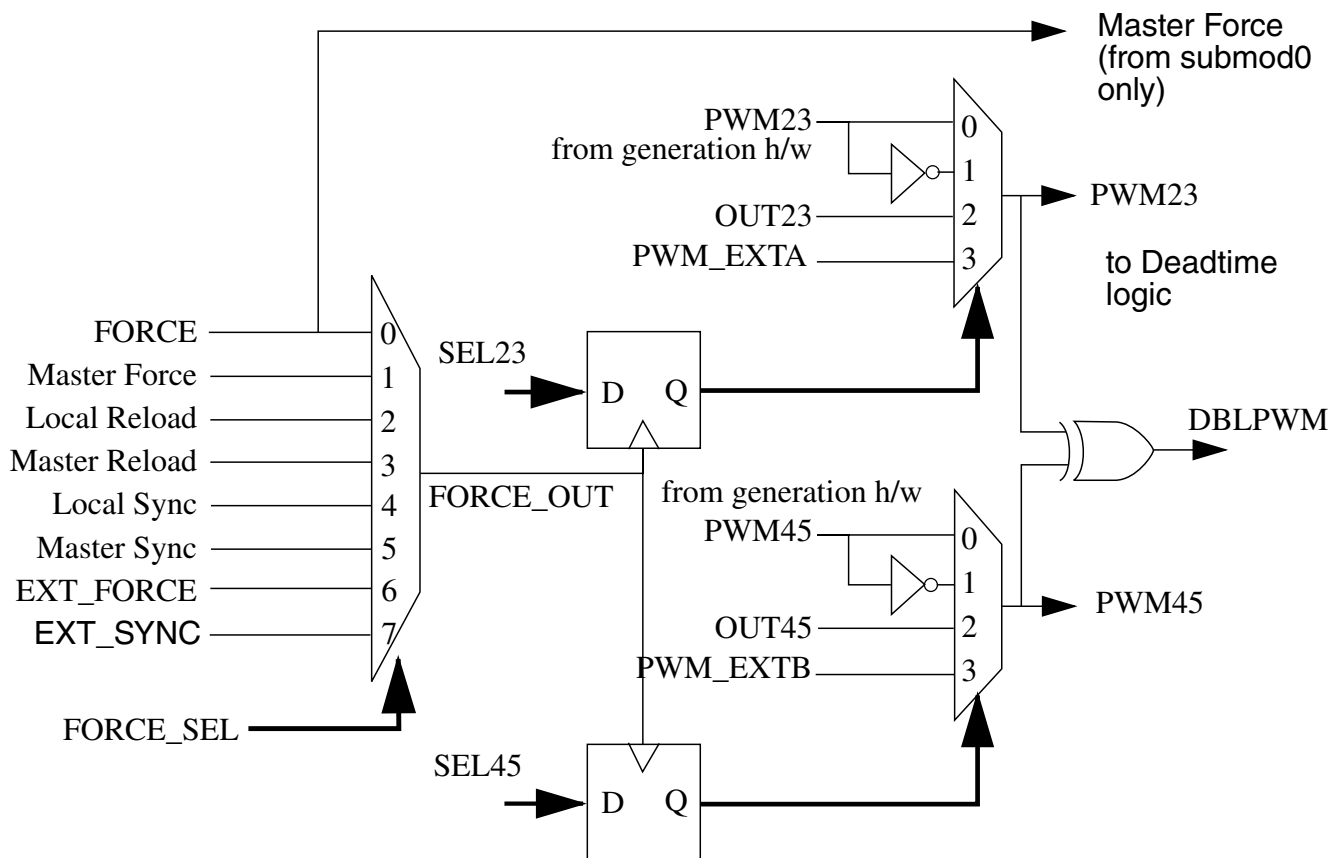 Master Force
(from submod0
only)
PWM23
from generation h/w
0
1
OUT23
2
PWM_EXTA
3
PWM23
to Deadtime
logic
FORCE
0
Master Force
1
Local Reload
2
Master Reload
3
Local Sync
4
Master Sync
5
EXT_FORCE
6
EXT_SYNC
7
FORCE_SEL
SEL23
D Q
FORCE_OUT
DBLPWM
from generation h/w
PWM45
0
1
OUT45
2
PWM_EXTB
3
PWM45
SEL45
D Q